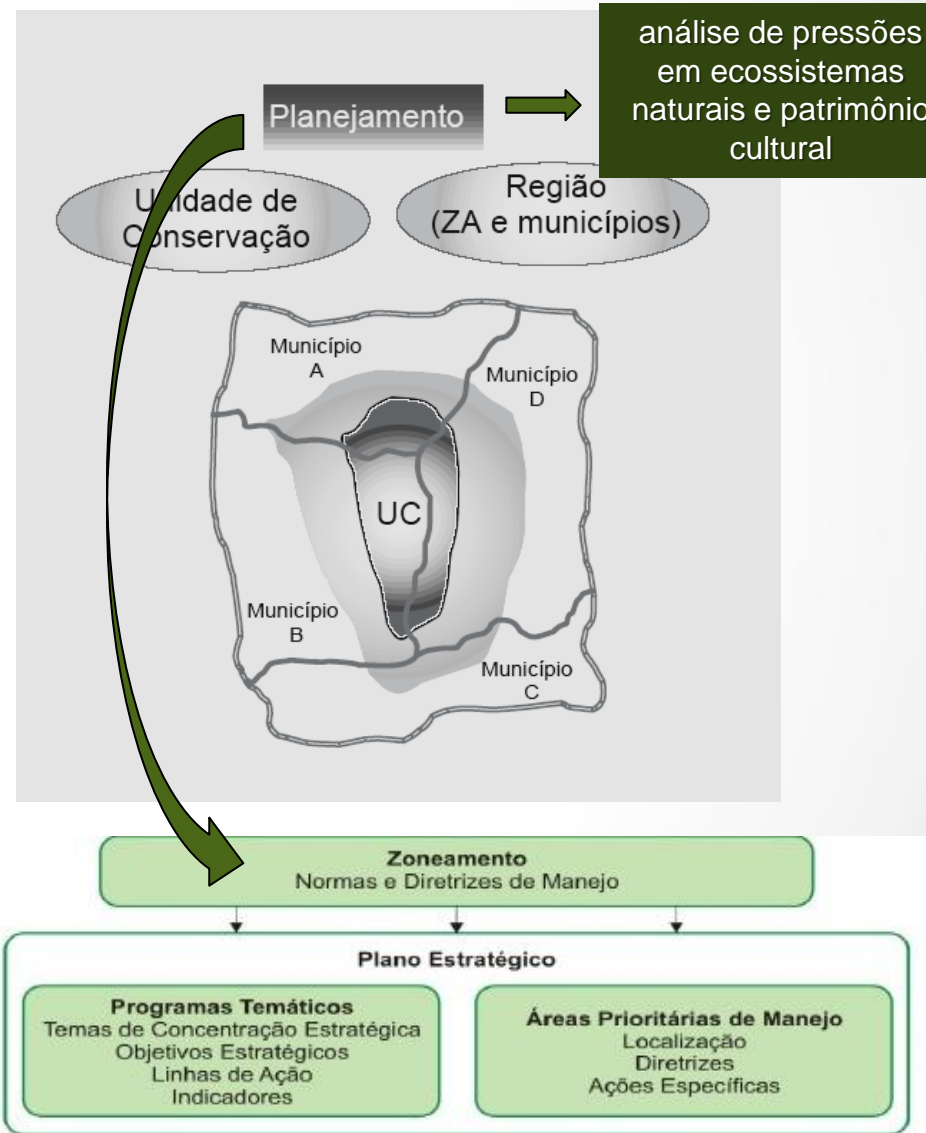 análise de pressões
em ecossistemas
naturais e patrimônio
cultural
Planejamento
Unidade de
Conservação
Região
(ZA e municípios)
Município
A
Município
D
UC
Município
B
Município
C
Zoneamento
Normas e Diretrizes de Manejo
Plano Estratégico
Programas Temáticos
Temas de Concentração Estratégica
Objetivos Estratégicos
Linhas de Ação
Indicadores
Áreas Prioritárias de Manejo
Localização
Diretrizes
Ações Específicas